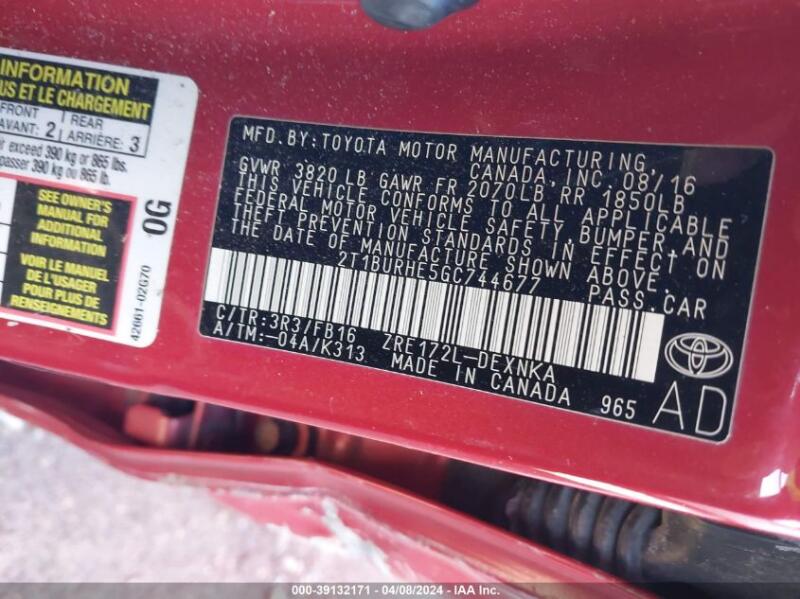 INFORMATION
US ET LE CHARGEMENT
FRONT
AVANT: 2
REAR
ARRIÈRE: 3
er exceed 390 kg or 865 lbs.
passer 390 kg ou 865 lb.
SEE OWNER'S
MANUAL FOR
ADDITIONAL
INFORMATION
VOIR LE MANUEL
DE L'USAGER
POUR PLUS DE
RENSEIGNEMENTS
0G
42661-02G70
MFD. BY: TOYOTA MOTOR MANUFACTURING,
CANADA, INC. 08/16
GVWR 3820 LB GAWR FR 2070LB RR 1850LB
THIS VEHICLE CONFORMS TO ALL APPLICABLE
FEDERAL MOTOR VEHICLE SAFETY, BUMPER, AND
THEFT PREVENTION STANDARDS IN EFFECT ON
THE DATE OF MANUFACTURE SHOWN ABOVE.
2T1BURHE5GC744677 PASS.CAR
C/TR:3R3/FB16 ZRE172L-DEXNKA
A/TM:-04A/K313 MADE IN CANADA
965
AD
TOYOTA
000-39132171 | 04/08/2024 - IAA Inc.